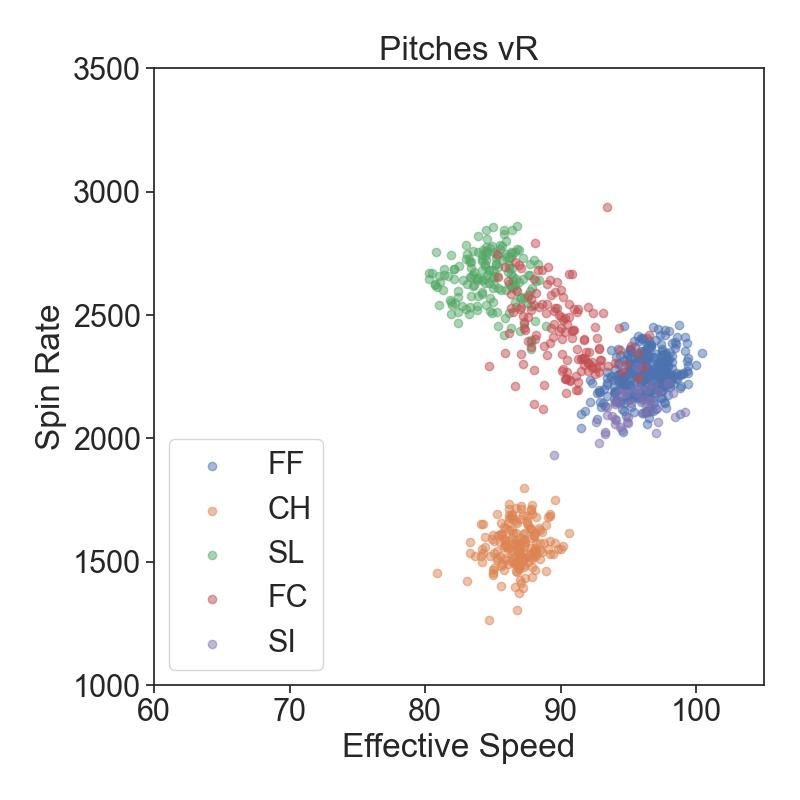 Pitches vR
3500
3000
2500
2000
1500
1000
Spin Rate
FF
CH
SL
FC
SI
60 70 80 90 100
Effective Speed